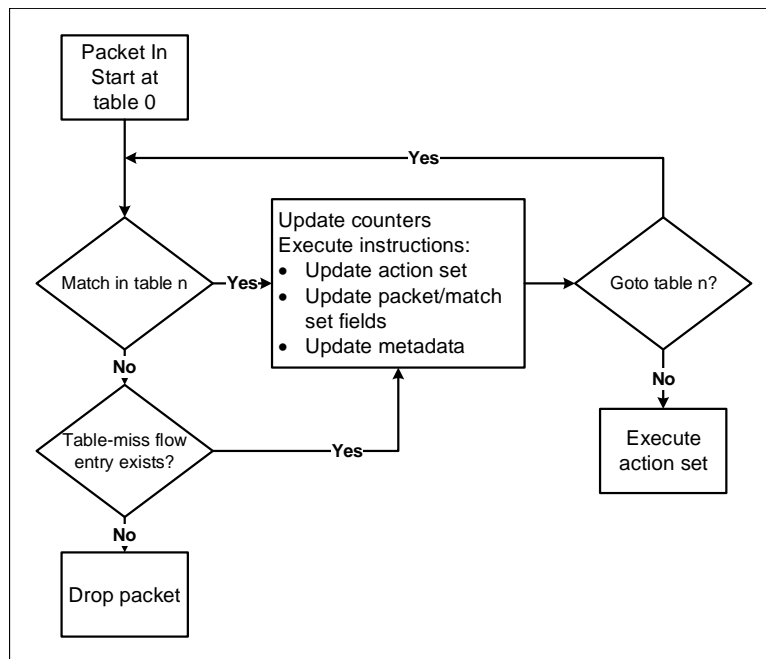 Packet In
Start at
table 0
Yes
Match in table n
Yes
Update counters
Execute instructions:
• Update action set
• Update packet/match
set fields
• Update metadata
Goto table n?
No
No
Table-miss flow
entry exists?
Yes
Execute
action set
No
Drop packet